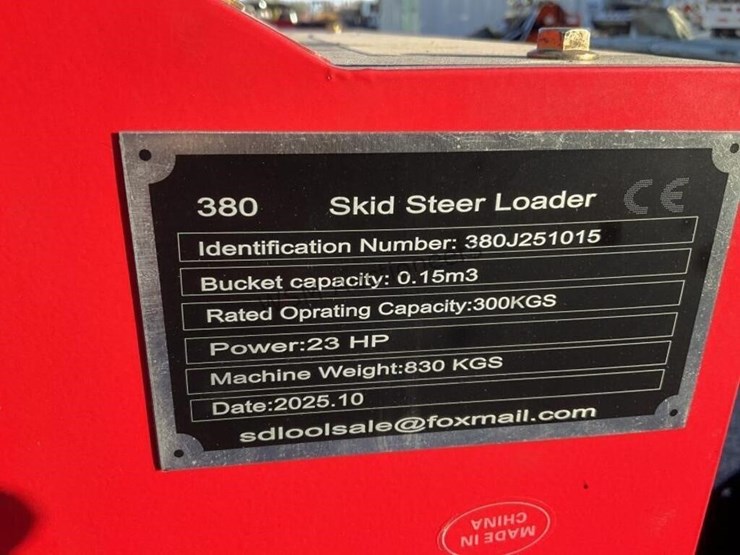 380 Skid Steer Loader CE
Identification Number: 380J251015
Bucket capacity: 0.15m3
Rated Oprating Capacity:300KGS
Power:23 HP
Machine Weight:830 KGS
Date:2025.10
sdloolsale@foxmail.com
MADE IN
CHINA